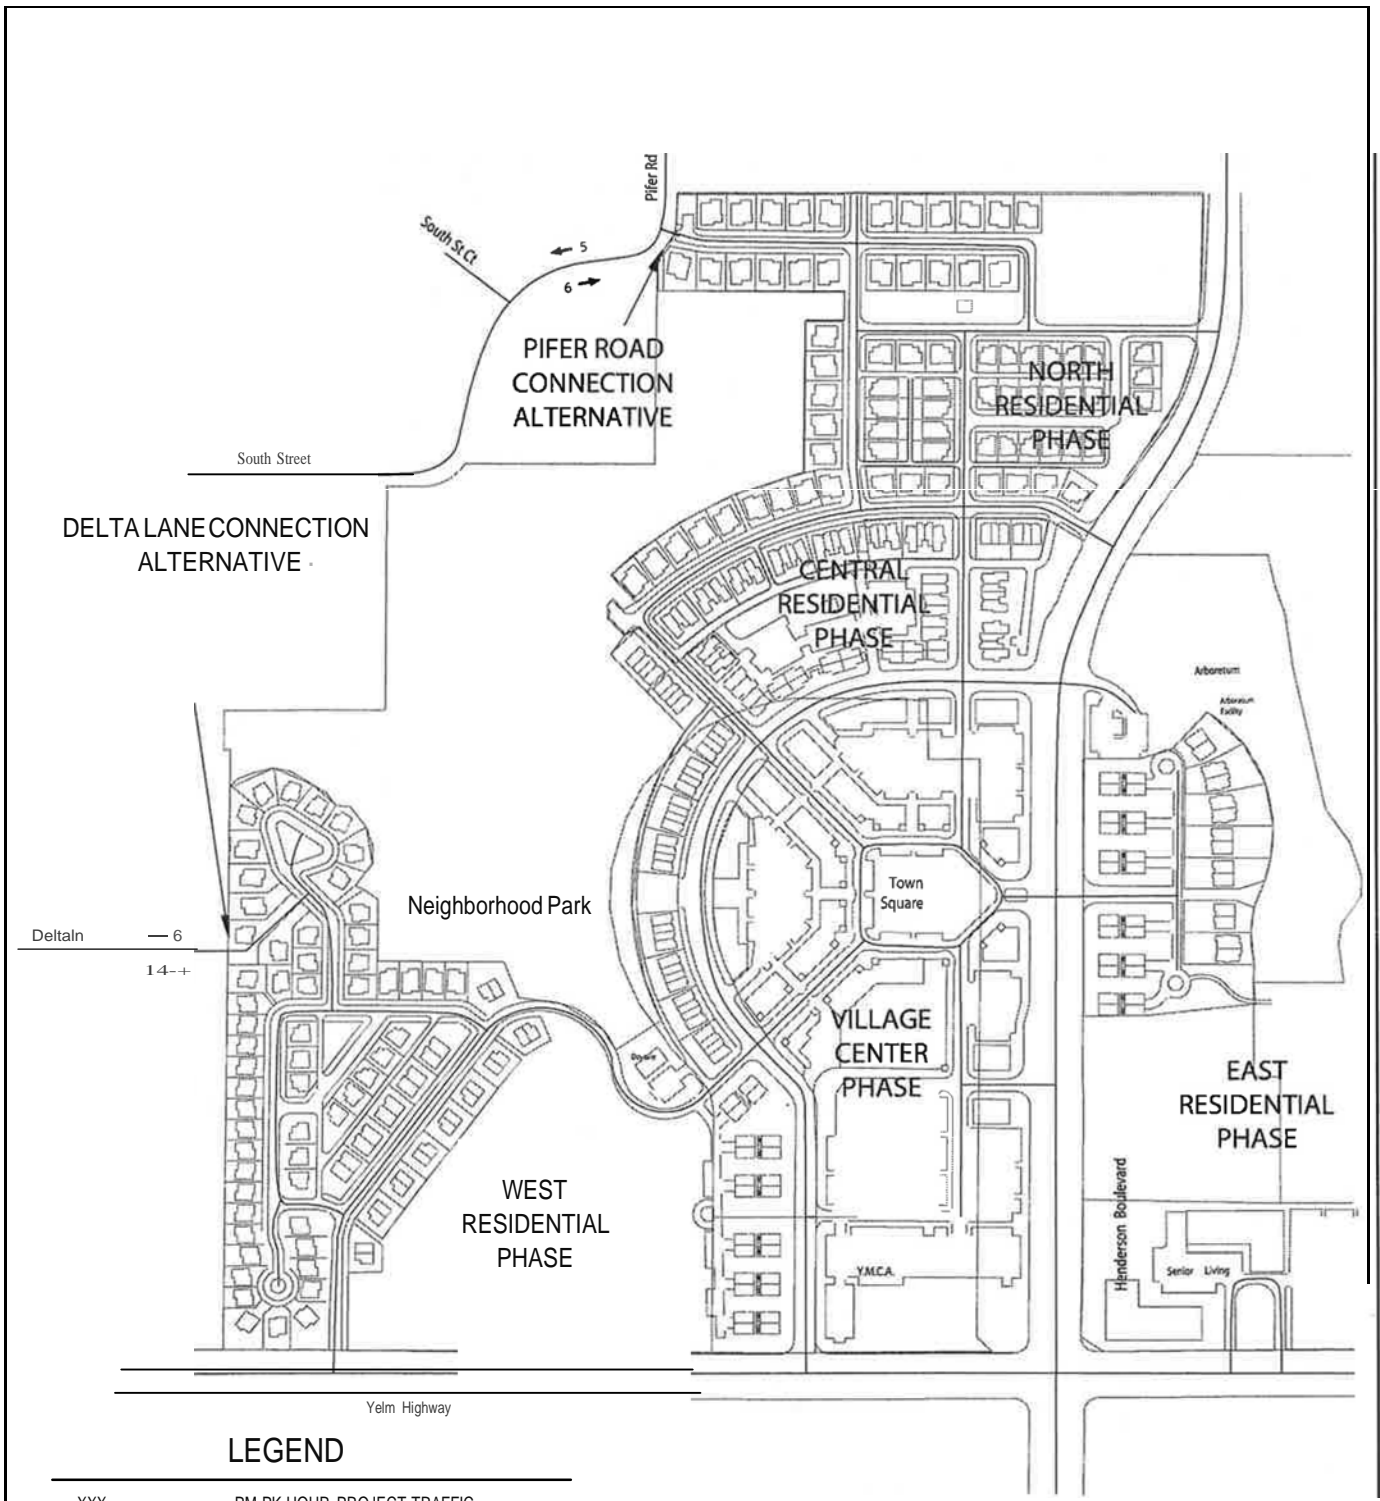 Pifer Rd
South St Ct
5
6
PIFER ROAD
CONNECTION
ALTERNATIVE
NORTH
RESIDENTIAL
PHASE
South Street
DELTA LANE CONNECTION
ALTERNATIVE
CENTRAL
RESIDENTIAL
PHASE
Arboretum
Arboretum
Facility
Town
Square
Neighborhood Park
Deltaln
— 6
14-+
VILLAGE
CENTER
PHASE
EAST
RESIDENTIAL
PHASE
WEST
RESIDENTIAL
PHASE
Henderson Boulevard
Y.M.C.A.
Senior Living
Yelm Highway
LEGEND